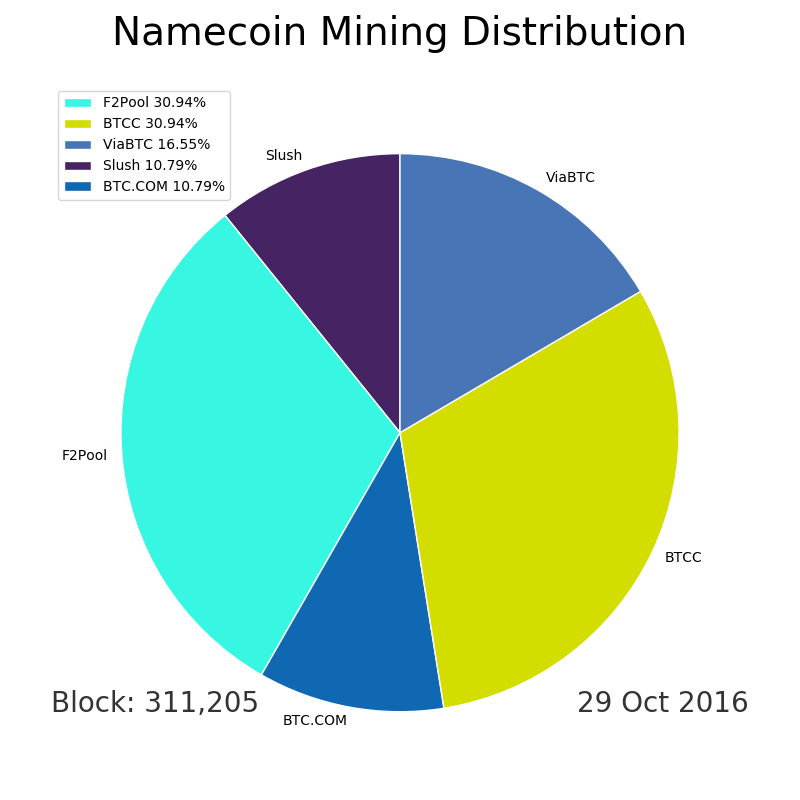 Namecoin Mining Distribution
F2Pool 30.94%
BTCC 30.94%
ViaBTC 16.55%
Slush 10.79%
BTC.COM 10.79%
Slush
ViaBTC
F2Pool
BTCC
Block: 311,205
29 Oct 2016
BTC.COM